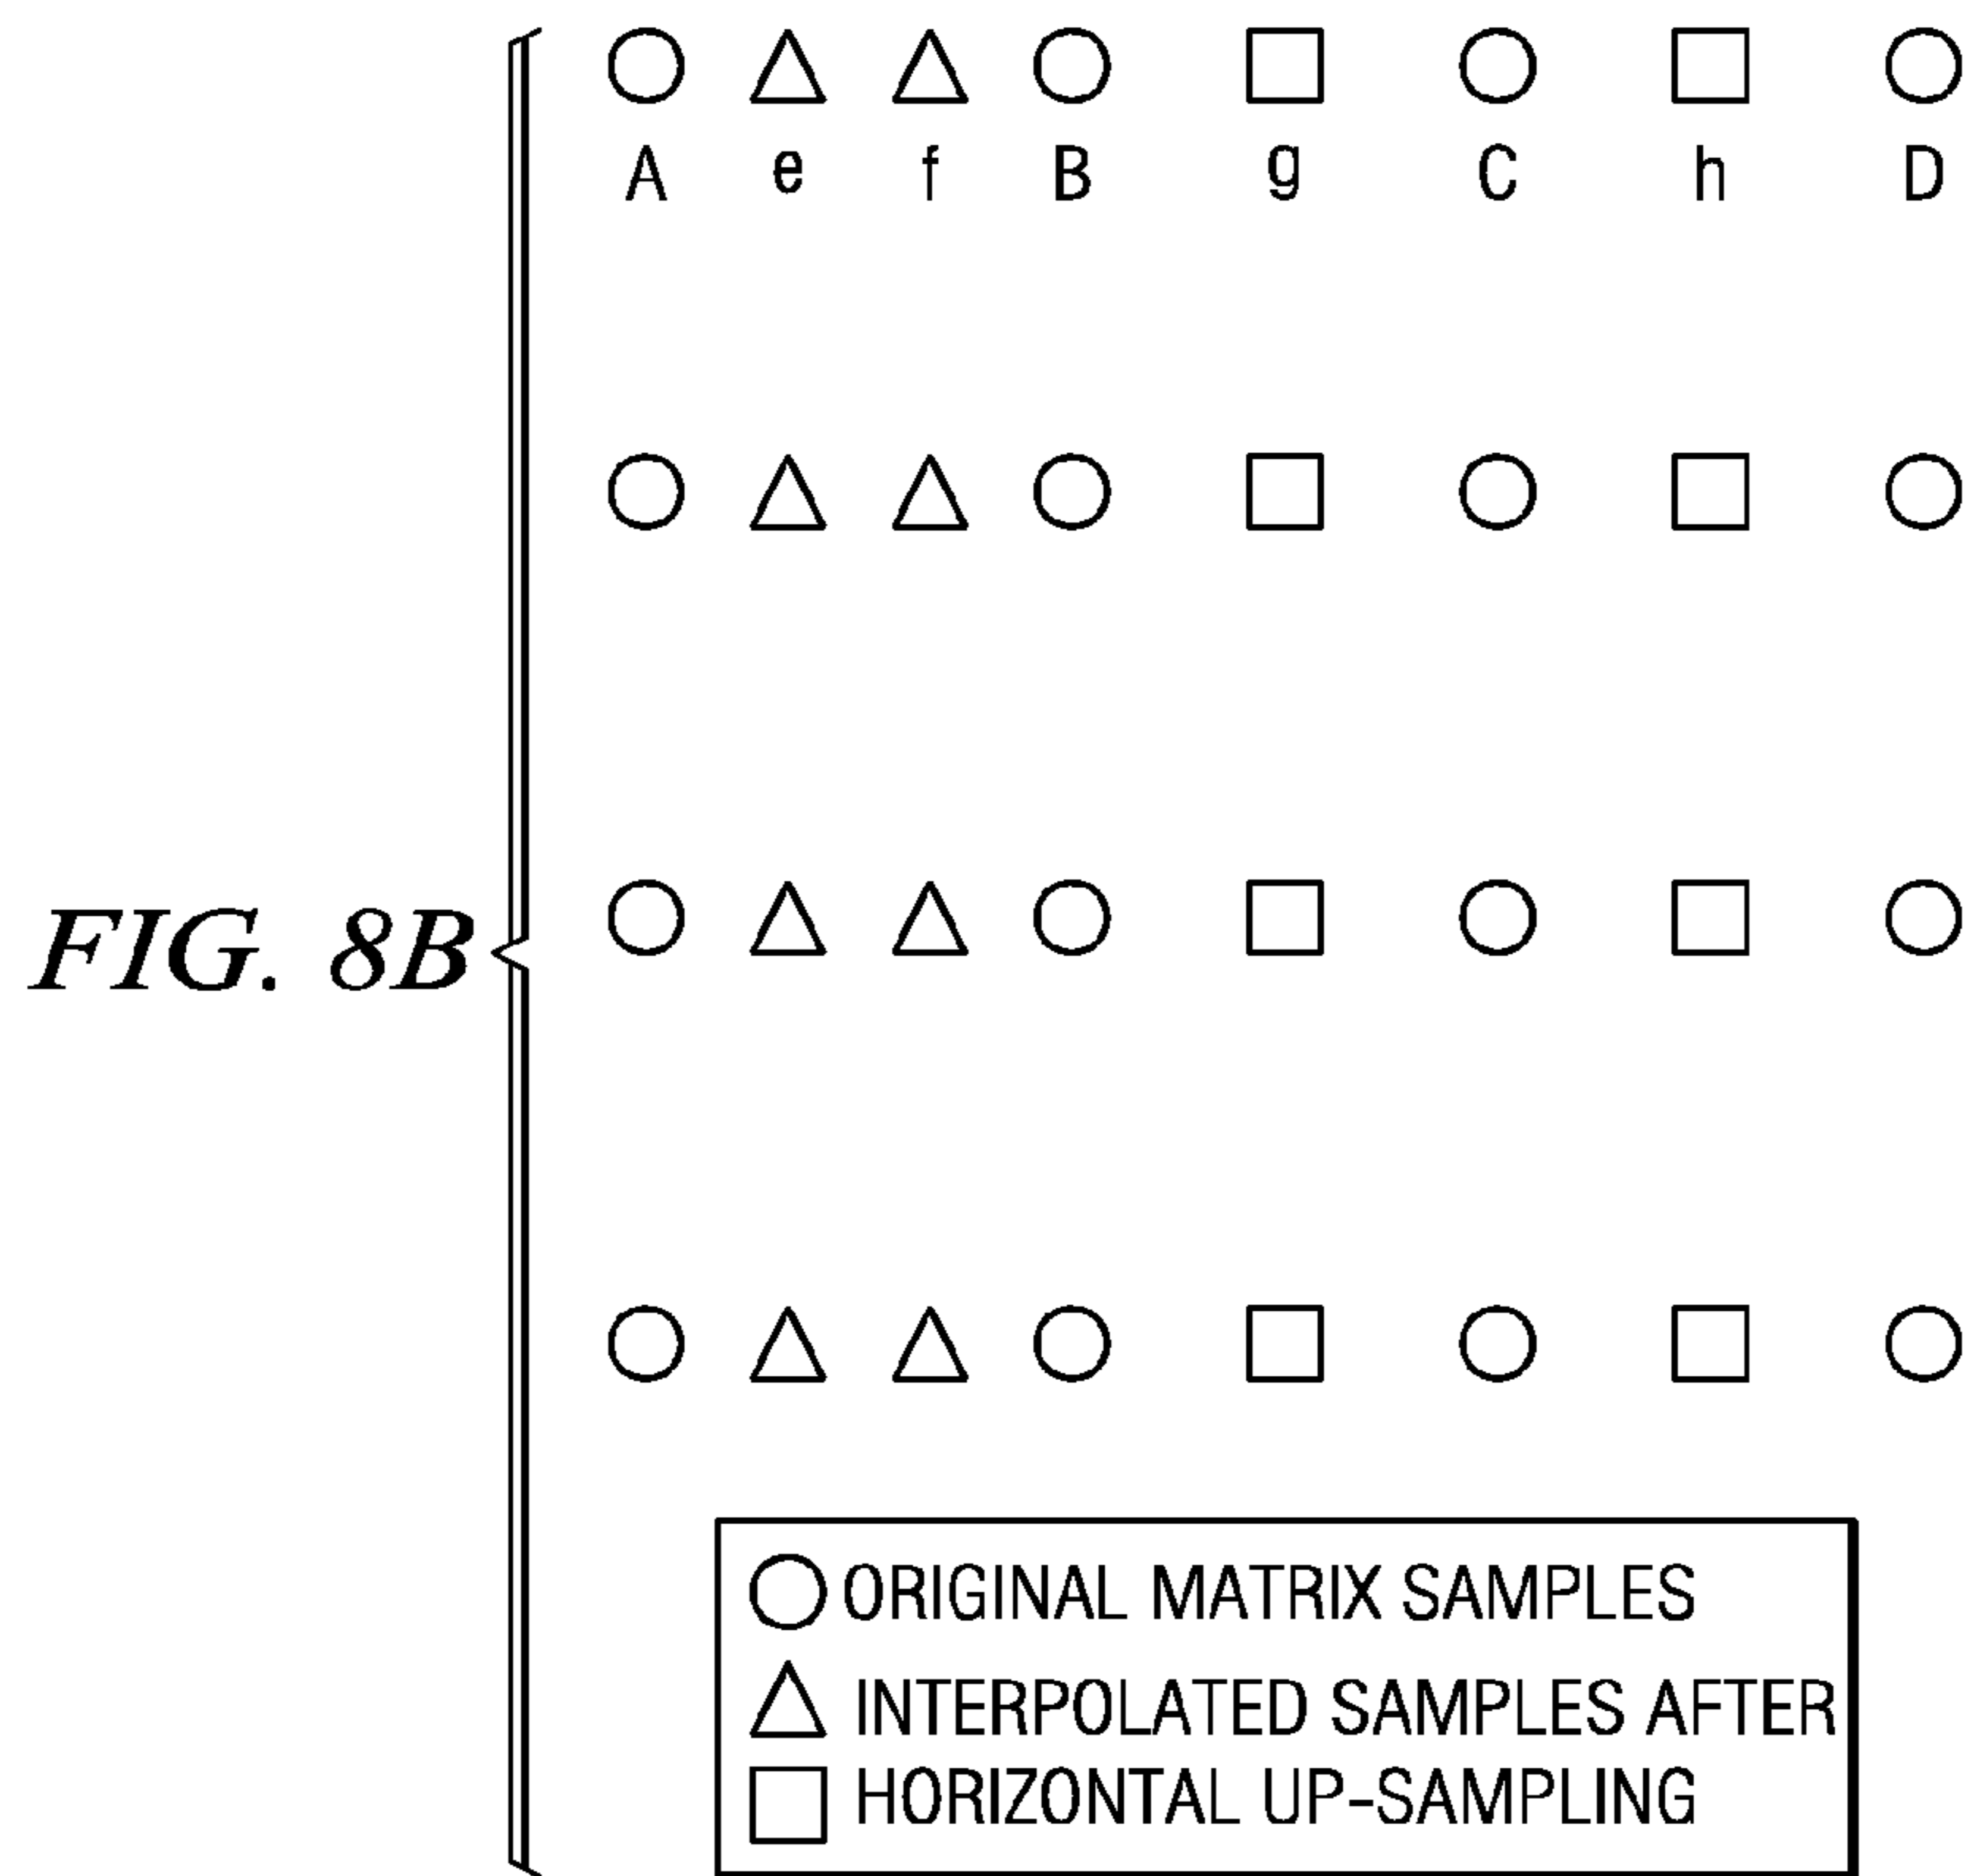 A e f B g C h D
FIG. 8B
ORIGINAL MATRIX SAMPLES
INTERPOLATED SAMPLES AFTER
HORIZONTAL UP-SAMPLING